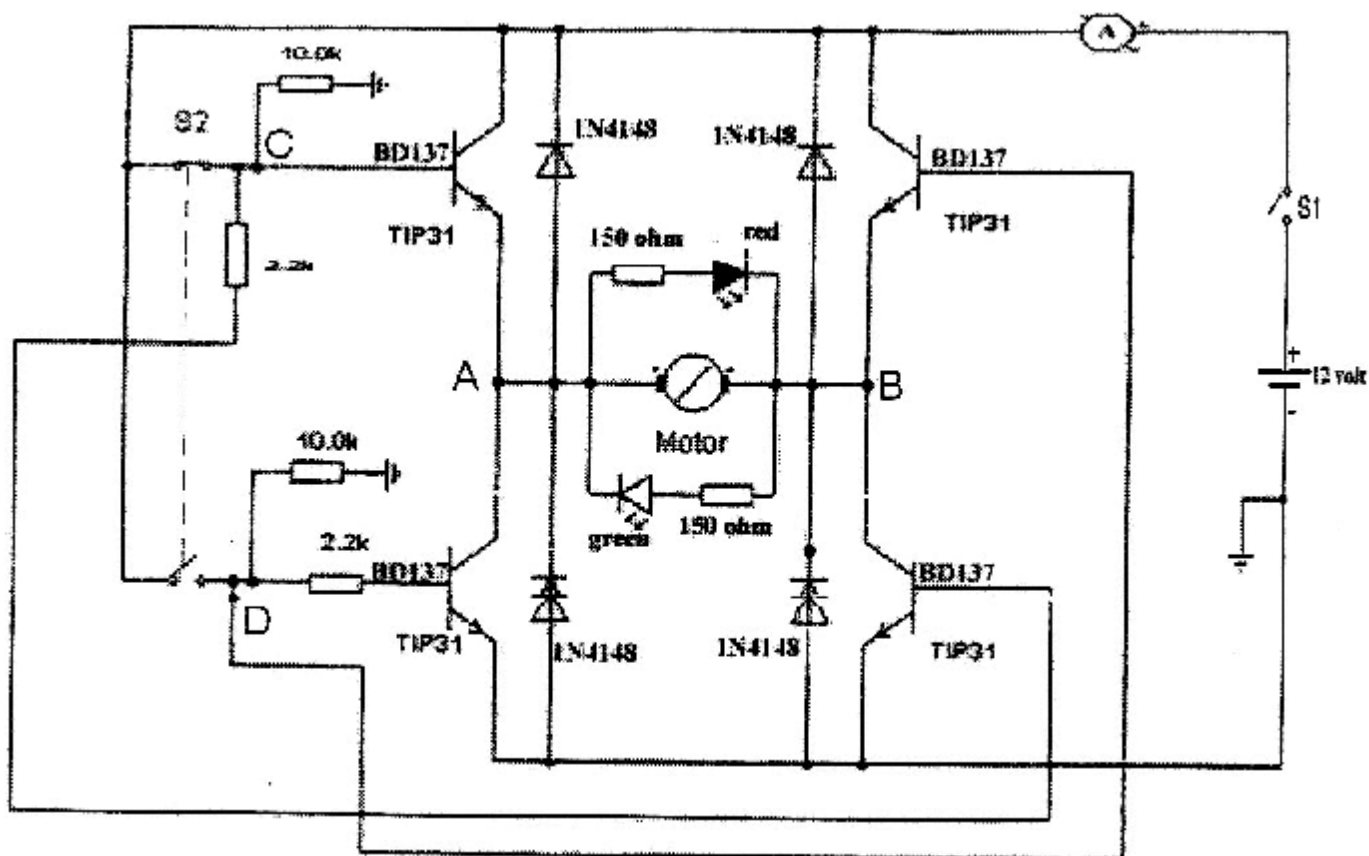 A
10.0k
S2
C
1N4148
1N4148
BD137
BD137
TIP31
TIP31
S1
150 ohm
red
2.2k
A
B
12 volt
Motor
10.0k
green
150 ohm
2.2k
BD137
BD137
D
TIP31
1N4148
1N4148
TIP31